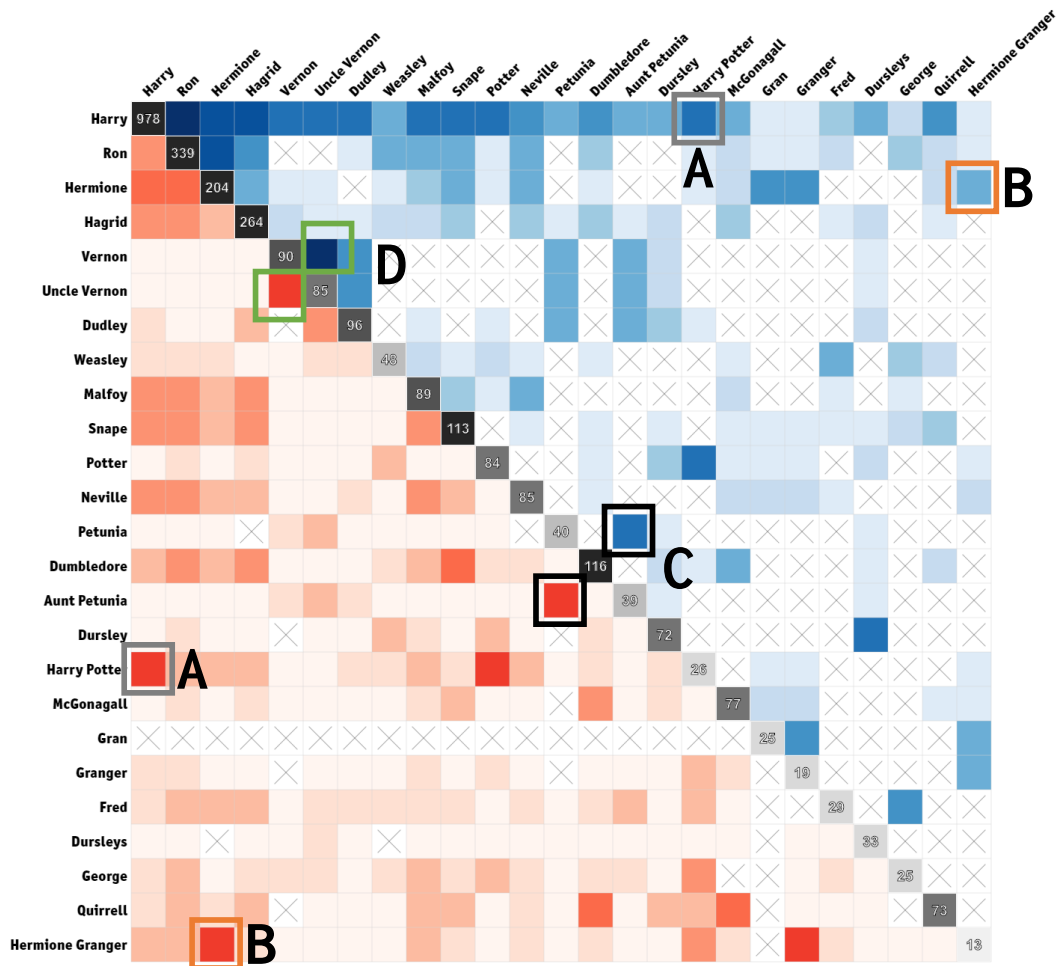 Harry Ron Hermione Hagrid Vernon Uncle Vernon Dudley Weasley Malfoy Snape Potter Neville Petunia Dumbledore Aunt Petunia Dursley Harry Potter McGonagall Gran Granger Fred Dursleys George Quirrell Hermione Granger
Harry 978
Ron 339 A
Hermione 204 B
Hagrid 264
Vernon 90 D
Uncle Vernon 85
Dudley 96
Weasley 48
Malfoy 89
Snape 113
Potter 84
Neville 85
Petunia 40
Dumbledore 116 C
Aunt Petunia 39
Dursley 72
Harry Potter A 26
McGonagall 77
Gran 25
Granger 19
Fred 29
Dursleys 33
George 25
Quirrell 73
Hermione Granger B 13